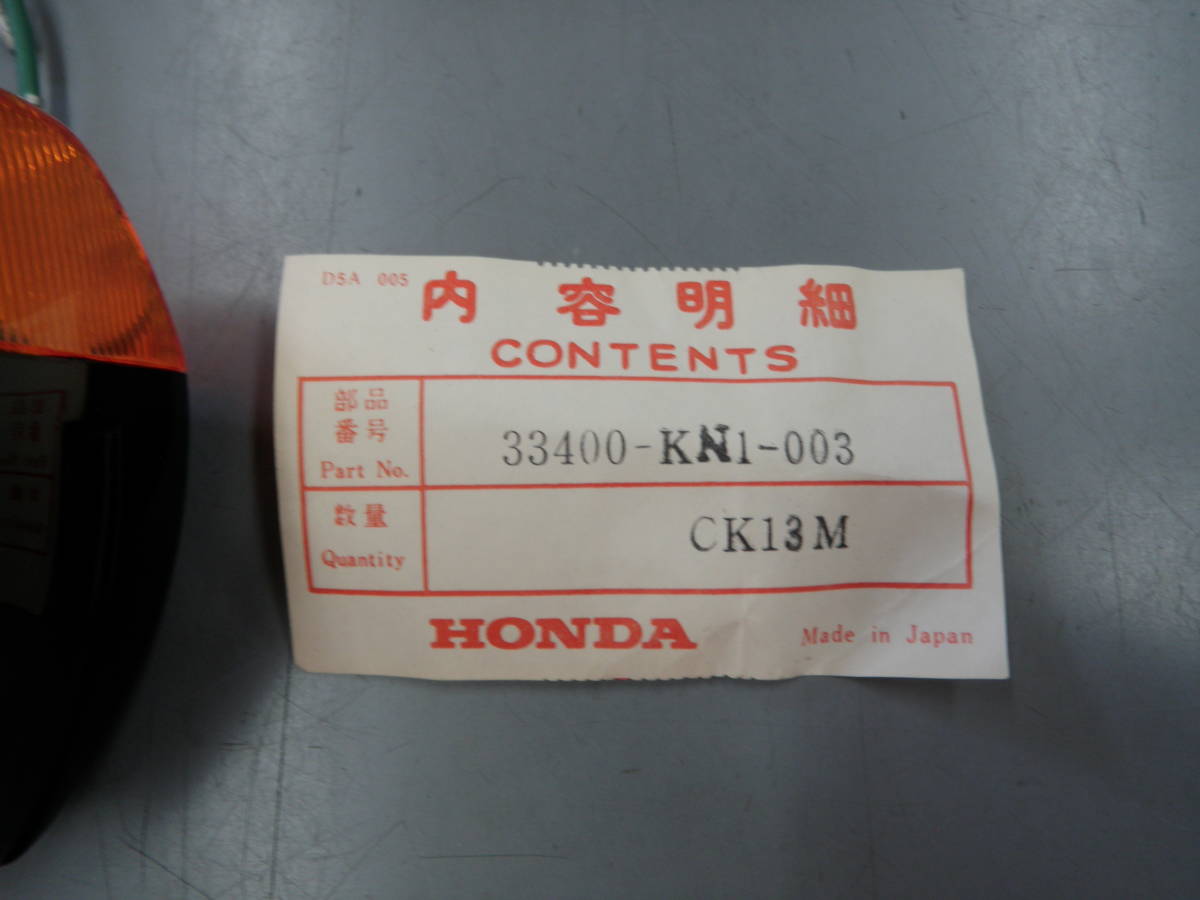 D5A 005
内容明細
CONTENTS
部品
番号
Part No.
33400-KN1-003
数量
Quantity
CK13M
HONDA
Made in Japan